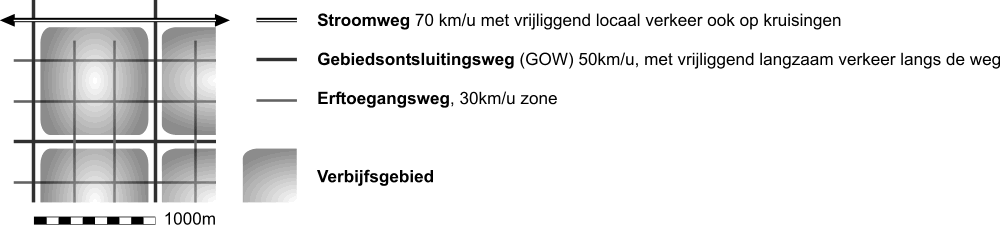 Stroomweg 70 km/u met vrijliggend locaal verkeer ook op kruisingen
Gebiedsontsluitingsweg (GOW) 50km/u, met vrijliggend langzaam verkeer langs de weg
Erftoegangsweg, 30km/u zone
Verbijfsgebied
1000m